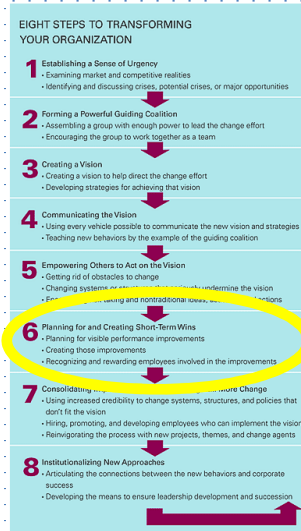 EIGHT STEPS TO TRANSFORMING
YOUR ORGANIZATION
1 Establishing a Sense of Urgency
• Examining market and competitive realities
• Identifying and discussing crises, potential crises, or major opportunities
2 Forming a Powerful Guiding Coalition
• Assembling a group with enough power to lead the change effort
• Encouraging the group to work together as a team
3 Creating a Vision
• Creating a vision to help direct the change effort
• Developing strategies for achieving that vision
4 Communicating the Vision
• Using every vehicle possible to communicate the new vision and strategies
• Teaching new behaviors by the example of the guiding coalition
5 Empowering Others to Act on the Vision
• Getting rid of obstacles to change
• Changing systems or undermine the vision
taking and nontraditional ideas,
6 Planning for and Creating Short-Term Wins
• Planning for visible performance improvements
• Creating those improvements
• Recognizing and rewarding employees involved in the improvements
7 Consolidating More Change
• Using increased credibility to change systems, structures, and policies that
don't fit the vision
• Hiring, promoting, and developing employees who can implement the vision
• Reinvigorating the process with new projects, themes, and change agents
8 Institutionalizing New Approaches
• Articulating the connections between the new behaviors and corporate
success
• Developing the means to ensure leadership development and succession